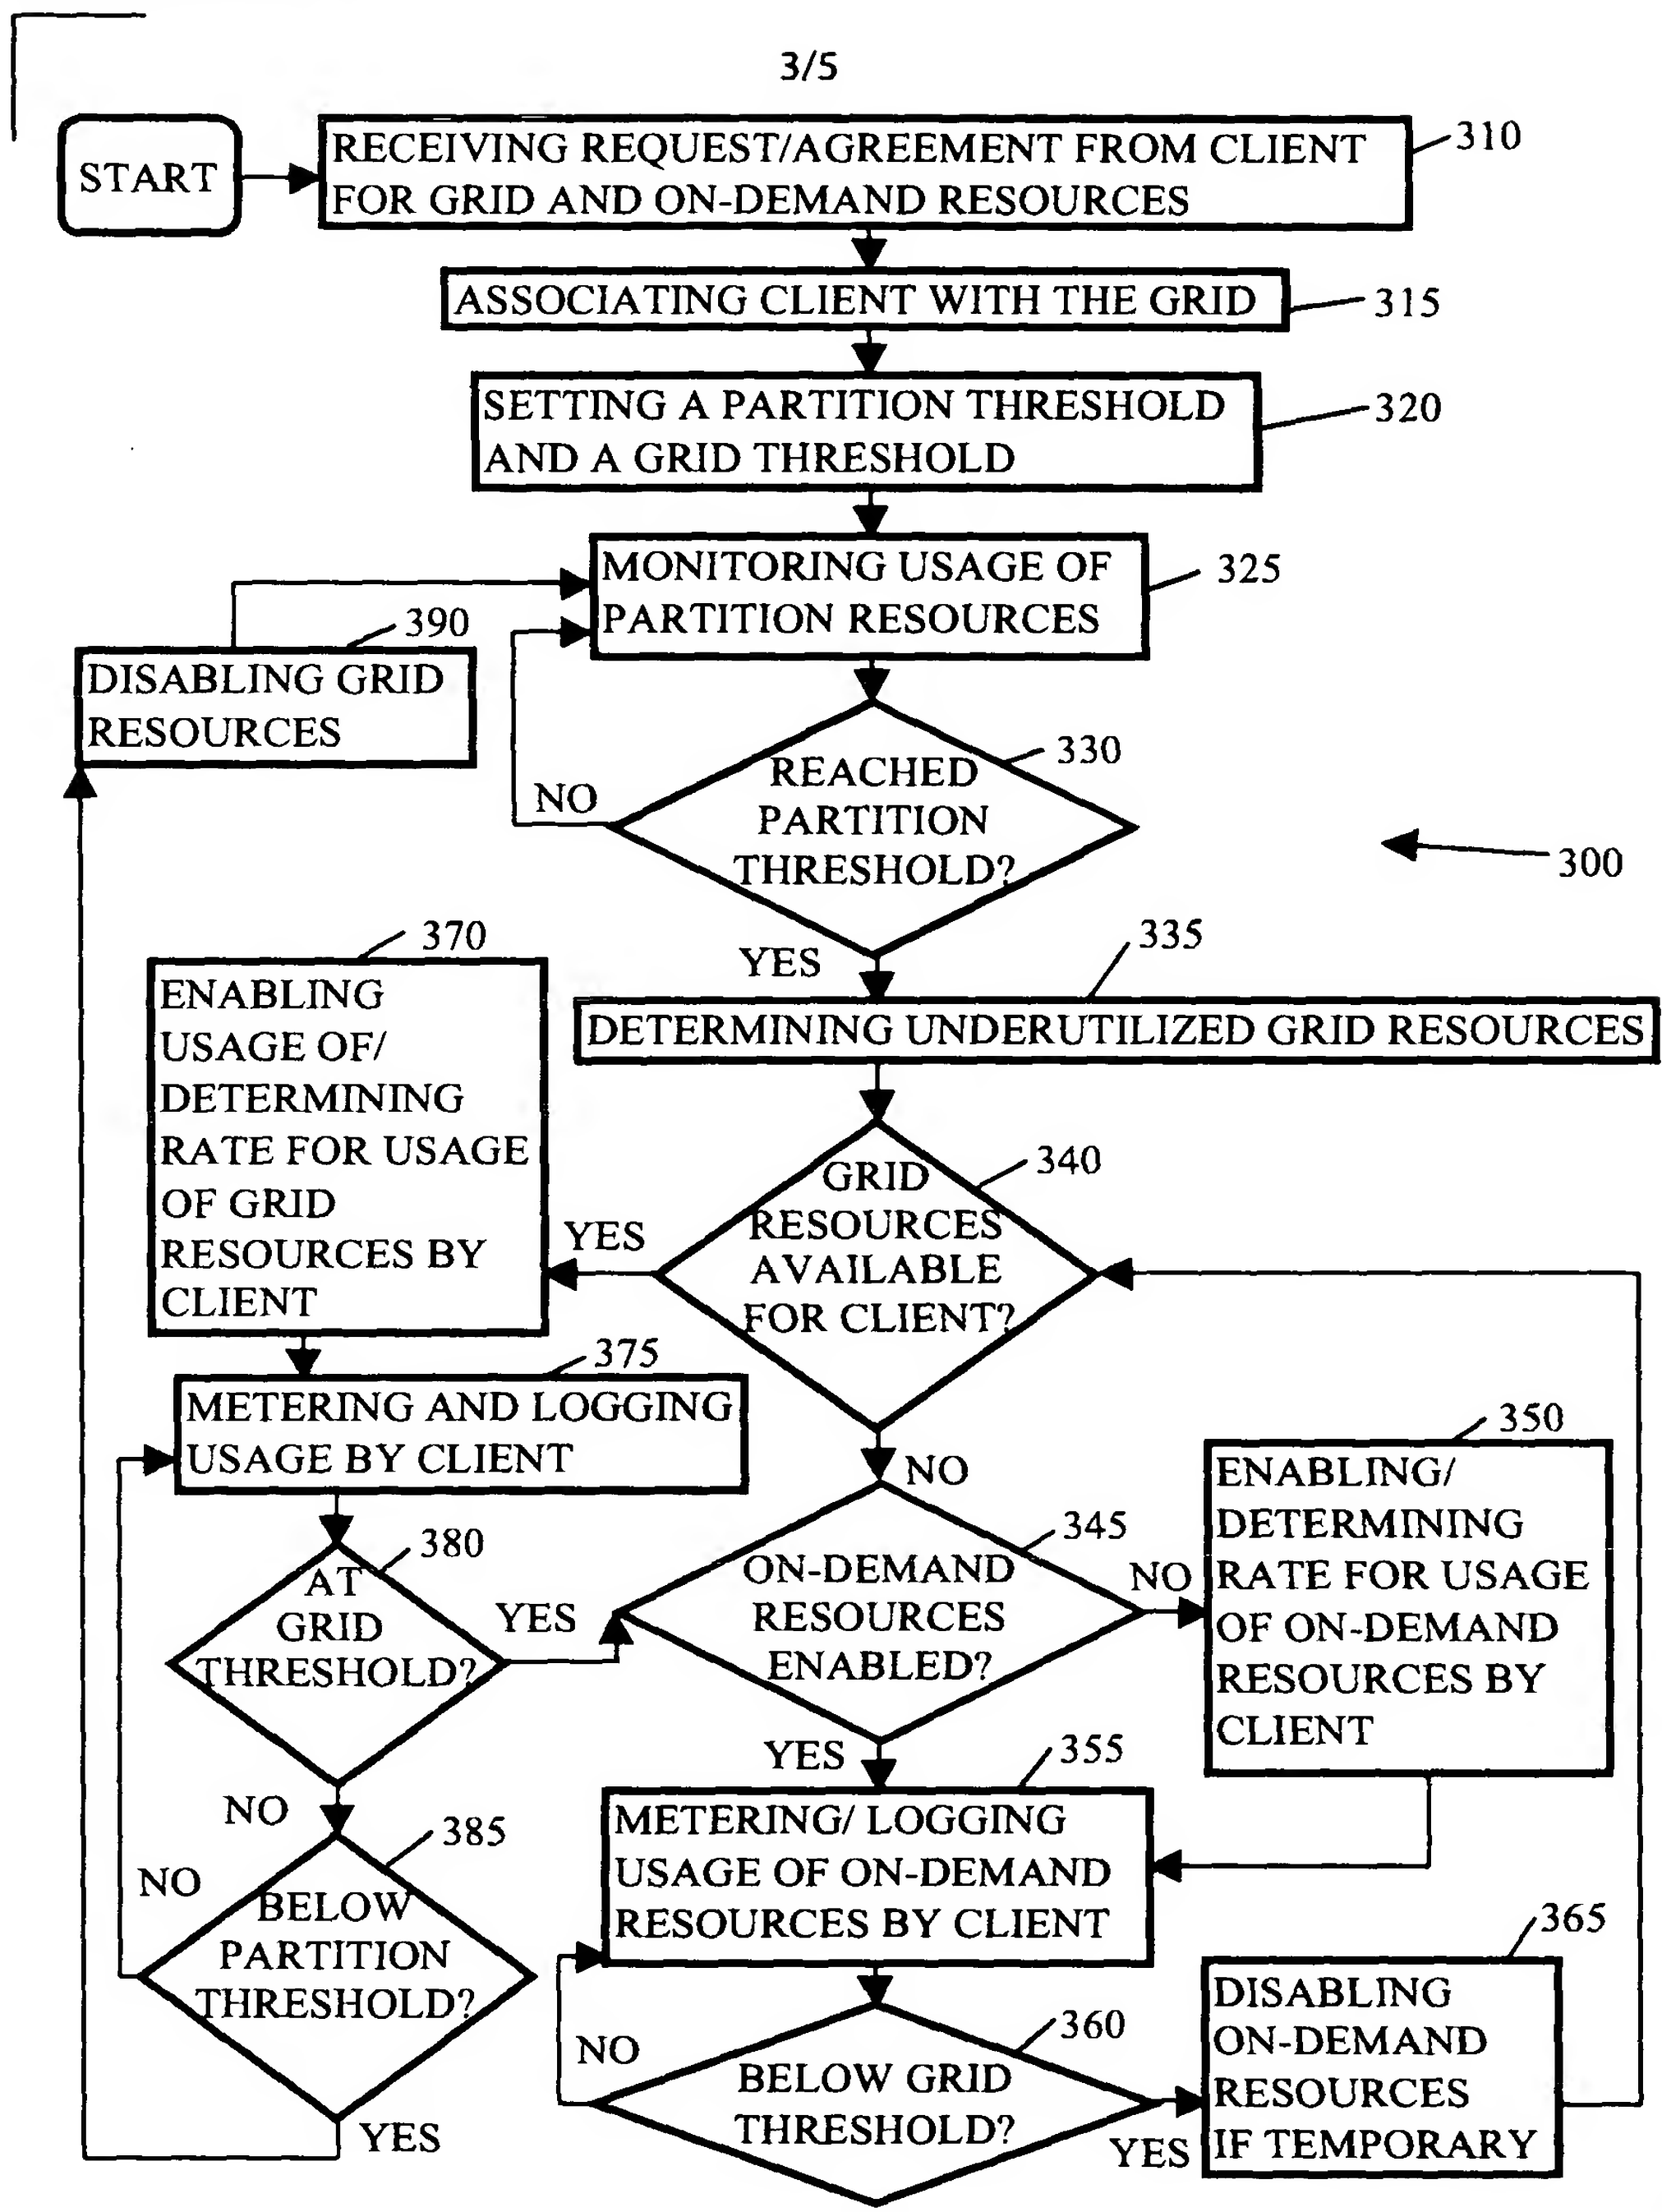 3/5
START
RECEIVING REQUEST/AGREEMENT FROM CLIENT
FOR GRID AND ON-DEMAND RESOURCES
310
ASSOCIATING CLIENT WITH THE GRID
315
SETTING A PARTITION THRESHOLD
AND A GRID THRESHOLD
320
MONITORING USAGE OF
PARTITION RESOURCES
325
390
DISABLING GRID
RESOURCES
330
REACHED
PARTITION
THRESHOLD?
NO
300
YES
335
DETERMINING UNDERUTILIZED GRID RESOURCES
370
ENABLING
USAGE OF/
DETERMINING
RATE FOR USAGE
OF GRID
RESOURCES BY
CLIENT
340
GRID
RESOURCES
AVAILABLE
FOR CLIENT?
YES
NO
375
METERING AND LOGGING
USAGE BY CLIENT
380
AT
GRID
THRESHOLD?
YES
NO
345
ON-DEMAND
RESOURCES
ENABLED?
NO
YES
350
ENABLING/
DETERMINING
RATE FOR USAGE
OF ON-DEMAND
RESOURCES BY
CLIENT
355
METERING/ LOGGING
USAGE OF ON-DEMAND
RESOURCES BY CLIENT
385
BELOW
PARTITION
THRESHOLD?
NO
YES
360
BELOW GRID
THRESHOLD?
NO
YES
365
DISABLING
ON-DEMAND
RESOURCES
IF TEMPORARY